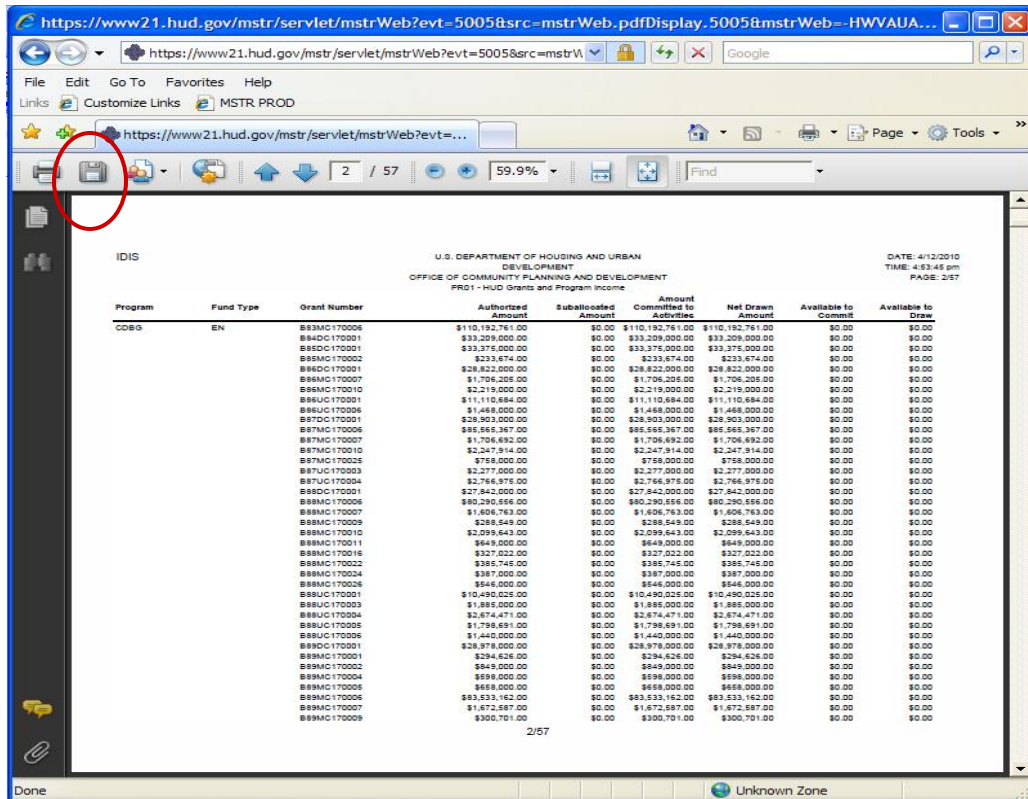 https://www21.hud.gov/mstr/servlet/mstrWeb?evt=5005&src=mstrWeb.pdfDisplay.5005&mstrWeb=-HWVAUA...
https://www21.hud.gov/mstr/servlet/mstrWeb?evt=5005&src=mstrW Google
File Edit Go To Favorites Help
Links Customize Links MSTR PROD
https://www21.hud.gov/mstr/servlet/mstrWeb?evt=... Page Tools »
2 / 57 59.9% Find
IDIS U.S. DEPARTMENT OF HOUSING AND URBAN DATE: 4/12/2010
DEVELOPMENT TIME: 4:53:45 pm
OFFICE OF COMMUNITY PLANNING AND DEVELOPMENT PAGE: 2/57
PR01 - HUD Grants and Program Income
Amount
Program Fund Type Grant Number Authorized Suballocated Committed to Net Drawn Available to Available to
Amount Amount Activities Amount Commit Draw
CDBG EN B83MC170006 $110,192,761.00 $0.00 $110,192,761.00 $110,192,761.00 $0.00 $0.00
B84DC170001 $33,209,000.00 $0.00 $33,209,000.00 $33,209,000.00 $0.00 $0.00
B85DC170001 $33,375,000.00 $0.00 $33,375,000.00 $33,375,000.00 $0.00 $0.00
B85MC170002 $233,674.00 $0.00 $233,674.00 $233,674.00 $0.00 $0.00
B86DC170001 $28,822,000.00 $0.00 $28,822,000.00 $28,822,000.00 $0.00 $0.00
B86MC170007 $1,706,205.00 $0.00 $1,706,205.00 $1,706,205.00 $0.00 $0.00
B86MC170010 $2,219,000.00 $0.00 $2,219,000.00 $2,219,000.00 $0.00 $0.00
B86UC170001 $11,110,684.00 $0.00 $11,110,684.00 $11,110,684.00 $0.00 $0.00
B86UC170006 $1,468,000.00 $0.00 $1,468,000.00 $1,468,000.00 $0.00 $0.00
B87DC170001 $28,903,000.00 $0.00 $28,903,000.00 $28,903,000.00 $0.00 $0.00
B87MC170006 $85,565,367.00 $0.00 $85,565,367.00 $85,565,367.00 $0.00 $0.00
B87MC170007 $1,706,692.00 $0.00 $1,706,692.00 $1,706,692.00 $0.00 $0.00
B87MC170010 $2,247,914.00 $0.00 $2,247,914.00 $2,247,914.00 $0.00 $0.00
B87MC170025 $758,000.00 $0.00 $758,000.00 $758,000.00 $0.00 $0.00
B87UC170003 $2,277,000.00 $0.00 $2,277,000.00 $2,277,000.00 $0.00 $0.00
B87UC170004 $2,766,975.00 $0.00 $2,766,975.00 $2,766,975.00 $0.00 $0.00
B88DC170001 $27,842,000.00 $0.00 $27,842,000.00 $27,842,000.00 $0.00 $0.00
B88MC170006 $80,290,556.00 $0.00 $80,290,556.00 $80,290,556.00 $0.00 $0.00
B88MC170007 $1,606,763.00 $0.00 $1,606,763.00 $1,606,763.00 $0.00 $0.00
B88MC170009 $288,549.00 $0.00 $288,549.00 $288,549.00 $0.00 $0.00
B88MC170010 $2,099,643.00 $0.00 $2,099,643.00 $2,099,643.00 $0.00 $0.00
B88MC170011 $649,000.00 $0.00 $649,000.00 $649,000.00 $0.00 $0.00
B88MC170016 $327,022.00 $0.00 $327,022.00 $327,022.00 $0.00 $0.00
B88MC170022 $385,745.00 $0.00 $385,745.00 $385,745.00 $0.00 $0.00
B88MC170024 $387,000.00 $0.00 $387,000.00 $387,000.00 $0.00 $0.00
B88MC170026 $546,000.00 $0.00 $546,000.00 $546,000.00 $0.00 $0.00
B88UC170001 $10,490,025.00 $0.00 $10,490,025.00 $10,490,025.00 $0.00 $0.00
B88UC170003 $1,885,000.00 $0.00 $1,885,000.00 $1,885,000.00 $0.00 $0.00
B88UC170004 $2,674,471.00 $0.00 $2,674,471.00 $2,674,471.00 $0.00 $0.00
B88UC170005 $1,798,691.00 $0.00 $1,798,691.00 $1,798,691.00 $0.00 $0.00
B88UC170006 $1,440,000.00 $0.00 $1,440,000.00 $1,440,000.00 $0.00 $0.00
B89DC170001 $28,978,000.00 $0.00 $28,978,000.00 $28,978,000.00 $0.00 $0.00
B89MC170001 $294,626.00 $0.00 $294,626.00 $294,626.00 $0.00 $0.00
B89MC170002 $849,000.00 $0.00 $849,000.00 $849,000.00 $0.00 $0.00
B89MC170004 $598,000.00 $0.00 $598,000.00 $598,000.00 $0.00 $0.00
B89MC170005 $658,000.00 $0.00 $658,000.00 $658,000.00 $0.00 $0.00
B89MC170006 $83,533,162.00 $0.00 $83,533,162.00 $83,533,162.00 $0.00 $0.00
B89MC170007 $1,672,587.00 $0.00 $1,672,587.00 $1,672,587.00 $0.00 $0.00
B89MC170009 $300,701.00 $0.00 $300,701.00 $300,701.00 $0.00 $0.00
2/57
Done Unknown Zone